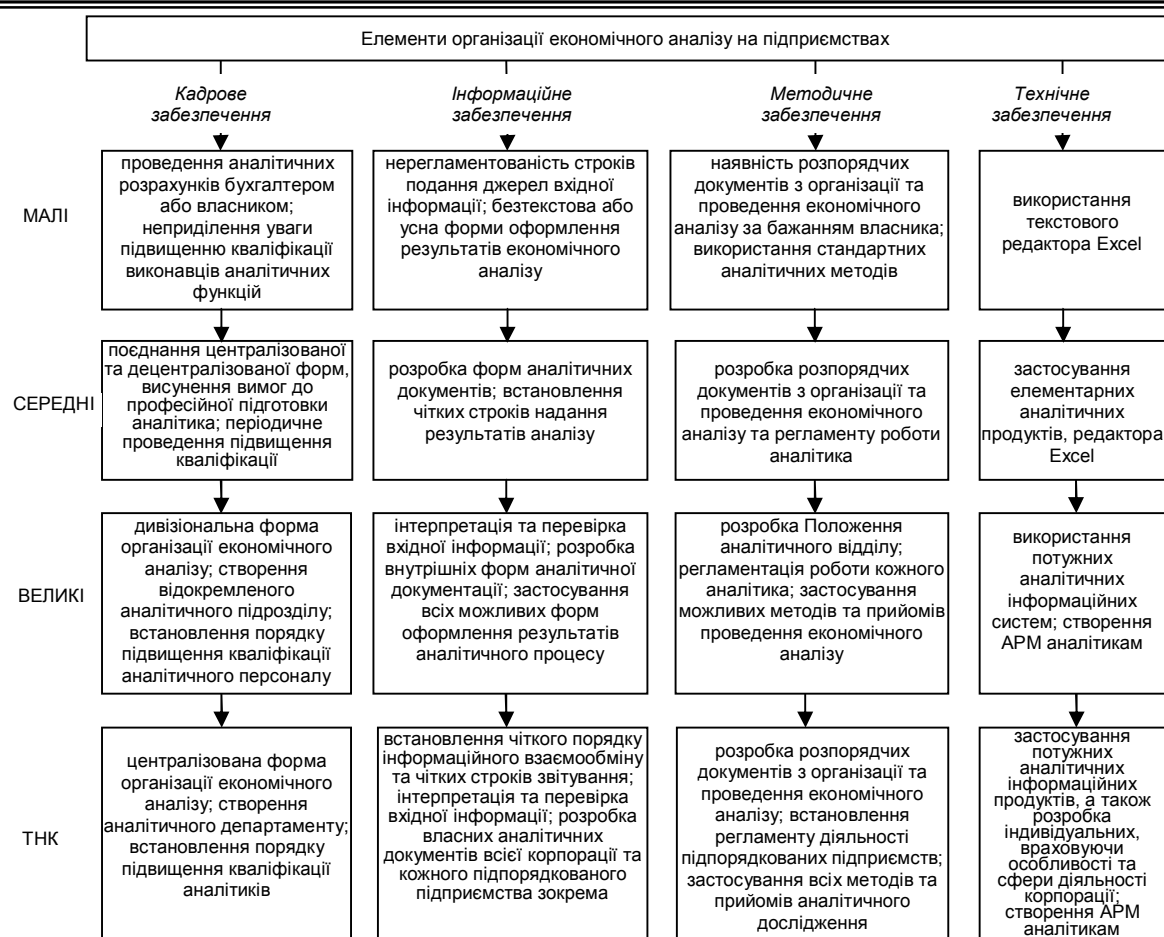 Елементи організації економічного аналізу на підприємствах
Кадрове
забезпечення
Інформаційне
забезпечення
Методичне
забезпечення
Технічне
забезпечення
МАЛІ
проведення аналітичних
розрахунків бухгалтером
або власником;
неприділення уваги
підвищенню кваліфікації
виконавців аналітичних
функцій
нерегламентованість строків
подання джерел вхідної
інформації; безтекстова або
усна форми оформлення
результатів економічного
аналізу
наявність розпорядчих
документів з організації та
проведення економічного
аналізу за бажанням власника;
використання стандартних
аналітичних методів
використання
текстового
редактора Excel
СЕРЕДНІ
поєднання централізованої
та децентралізованої форм,
висунення вимог до
професійної підготовки
аналітика; періодичне
проведення підвищення
кваліфікації
розробка форм аналітичних
документів; встановлення
чітких строків надання
результатів аналізу
розробка розпорядчих
документів з організації та
проведення економічного
аналізу та регламенту роботи
аналітика
застосування
елементарних
аналітичних
продуктів, редактора
Excel
ВЕЛИКІ
дивізіональна форма
організації економічного
аналізу; створення
відокремленого
аналітичного підрозділу;
встановлення порядку
підвищення кваліфікації
аналітичного персоналу
інтерпретація та перевірка
вхідної інформації; розробка
внутрішніх форм аналітичної
документації; застосування
всіх можливих форм
оформлення результатів
аналітичного процесу
розробка Положення
аналітичного відділу;
регламентація роботи кожного
аналітика; застосування
можливих методів та прийомів
проведення економічного
аналізу
використання
потужних
аналітичних
інформаційних
систем; створення
АРМ аналітикам
ТНК
централізована форма
організації економічного
аналізу; створення
аналітичного департаменту;
встановлення порядку
підвищення кваліфікації
аналітиків
встановлення чіткого порядку
інформаційного взаємообміну
та чітких строків звітування;
інтерпретація та перевірка
вхідної інформації; розробка
власних аналітичних
документів всієї корпорації та
кожного підпорядкованого
підприємства зокрема
розробка розпорядчих
документів з організації та
проведення економічного
аналізу; встановлення
регламенту діяльності
підпорядкованих підприємств;
застосування всіх методів та
прийомів аналітичного
дослідження
застосування
потужних
аналітичних
інформаційних
продуктів, а також
розробка
індивідуальних,
враховуючи
особливості та
сфери діяльності
корпорації;
створення АРМ
аналітикам